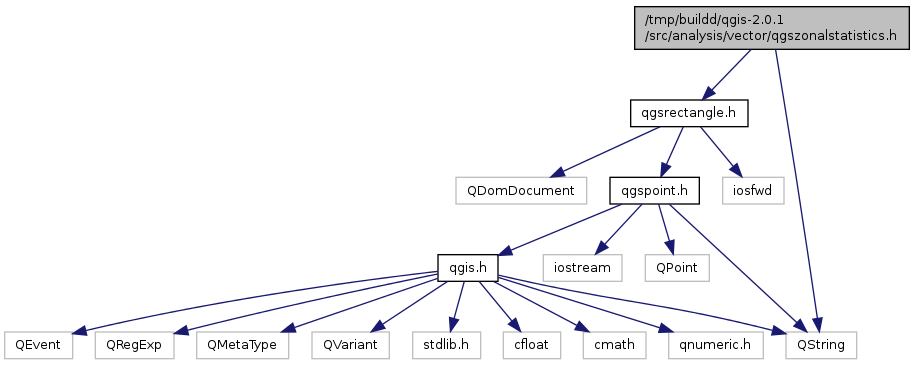 /tmp/buildd/qgis-2.0.1
/src/analysis/vector/qgszonalstatistics.h
qgsrectangle.h
QDomDocument
qgspoint.h
iosfwd
qgis.h
iostream
QPoint
QEvent
QRegExp
QMetaType
QVariant
stdlib.h
cfloat
cmath
qnumeric.h
QString